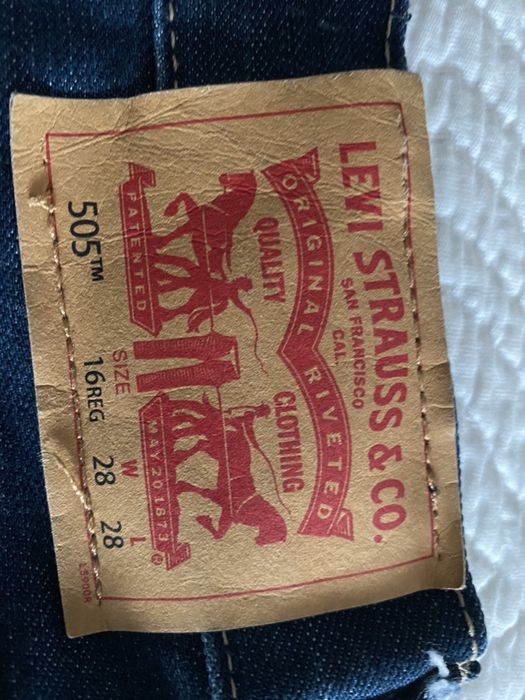 LEVI STRAUSS & CO.
SAN FRANCISCO
CAL.
ORIGINAL RIVETED
QUALITY CLOTHING
PATENTED
MAY 20 1873 ®
SIZE W L
505™ 16REG 28 28
L5900R